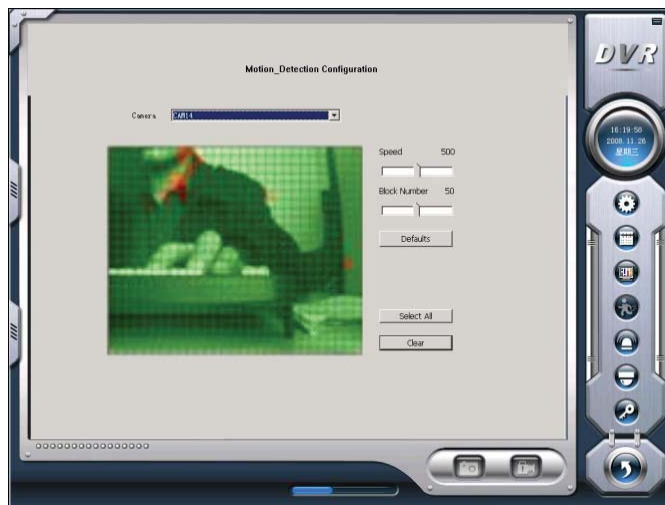 Motion_Detection Configuration
Camera CAM14
Speed 500
Block Number 50
Defaults
Select All
Clear
DVR
16:19:58
2008.11.26
星期三